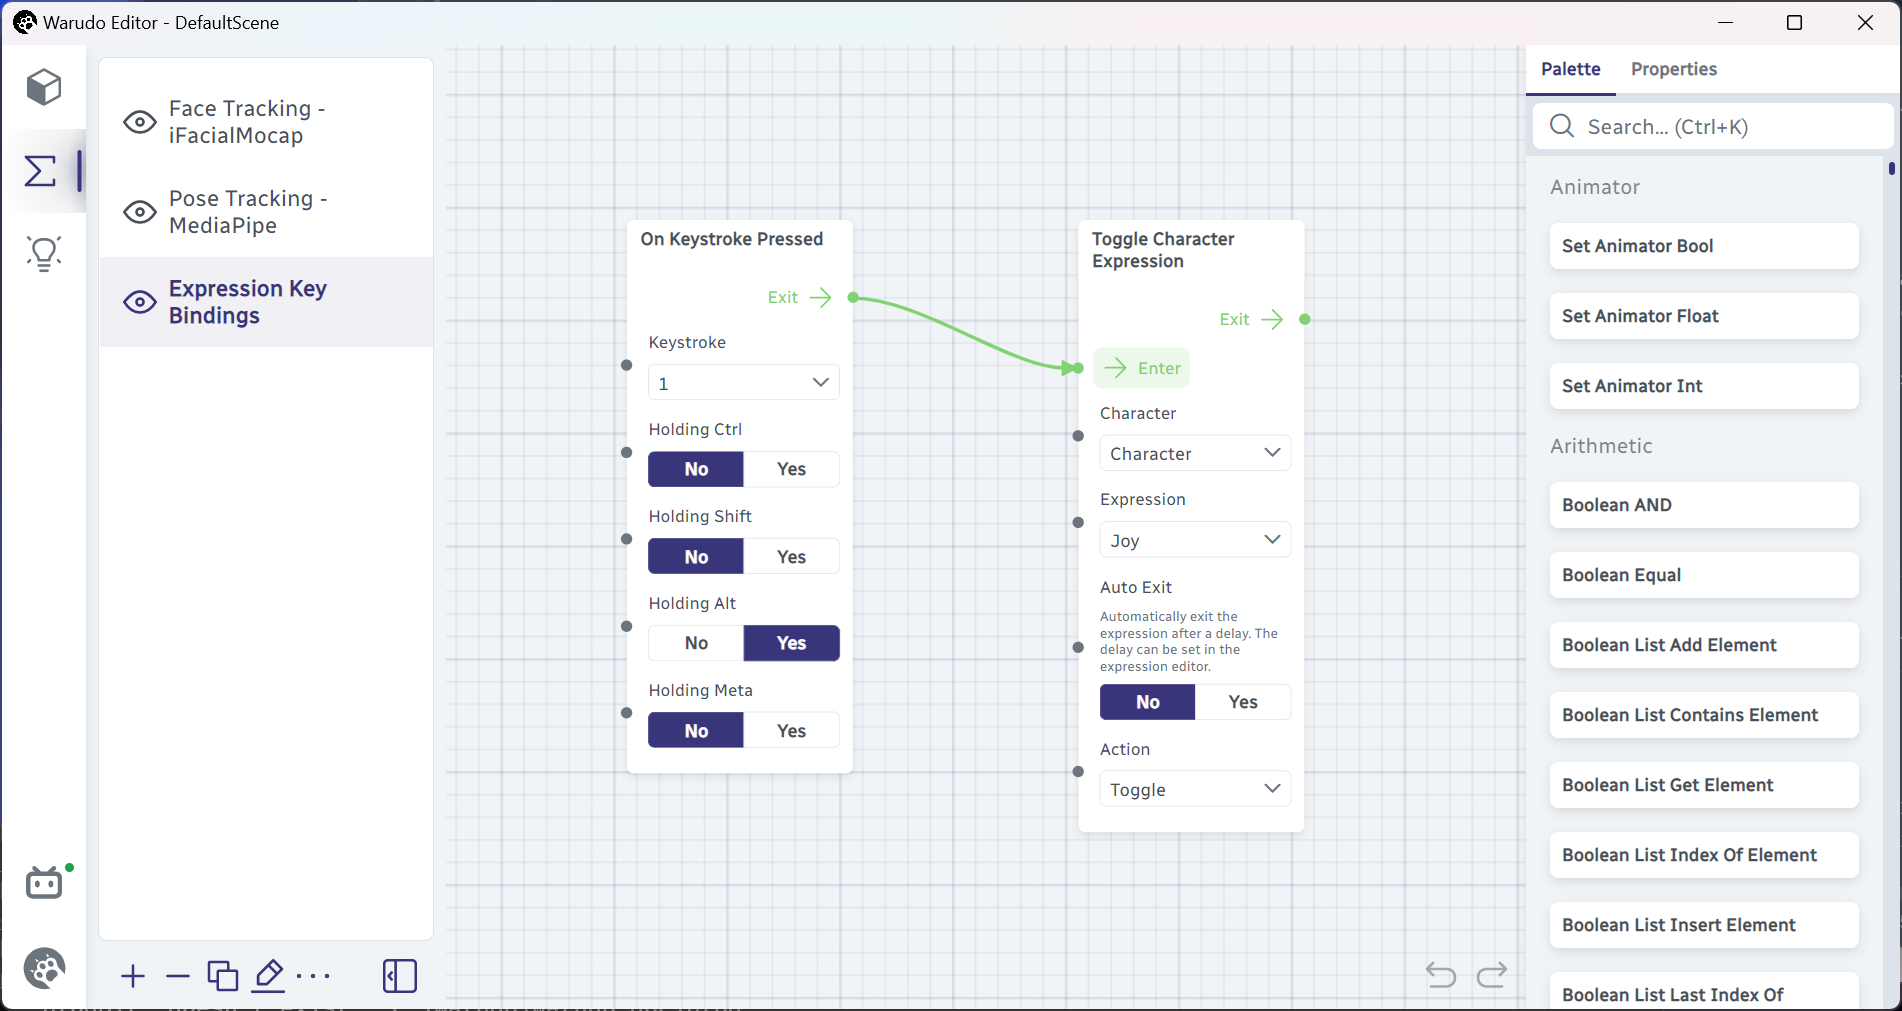 Warudo Editor - DefaultScene
Face Tracking -
iFacialMocap
Pose Tracking -
MediaPipe
Expression Key
Bindings
On Keystroke Pressed
Exit
Keystroke
1
Holding Ctrl
No Yes
Holding Shift
No Yes
Holding Alt
No Yes
Holding Meta
No Yes
Toggle Character
Expression
Exit
Enter
Character
Character
Expression
Joy
Auto Exit
Automatically exit the
expression after a delay. The
delay can be set in the
expression editor.
No Yes
Action
Toggle
Palette Properties
Search... (Ctrl+K)
Animator
Set Animator Bool
Set Animator Float
Set Animator Int
Arithmetic
Boolean AND
Boolean Equal
Boolean List Add Element
Boolean List Contains Element
Boolean List Get Element
Boolean List Index Of Element
Boolean List Insert Element
Boolean List Last Index Of